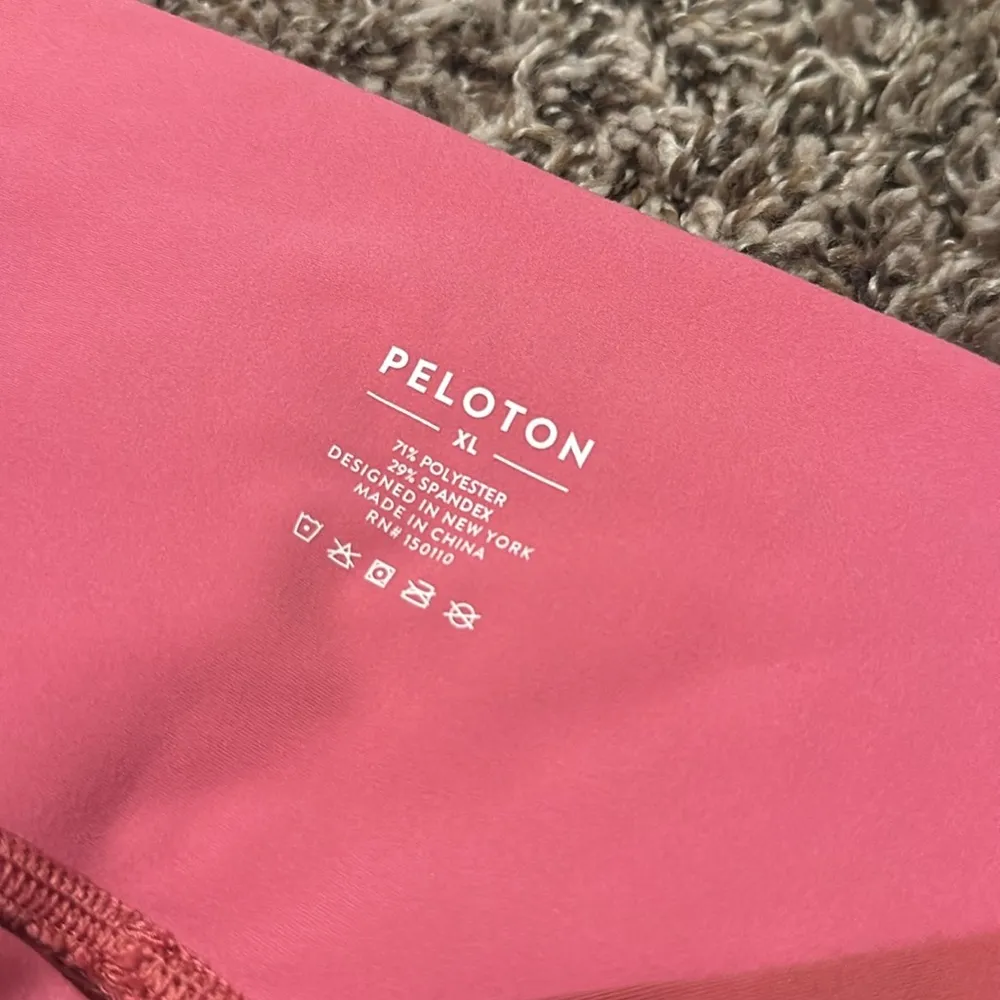 PELOTON
XL
71% POLYESTER
29% SPANDEX
DESIGNED IN NEW YORK
MADE IN CHINA
RN# 150110